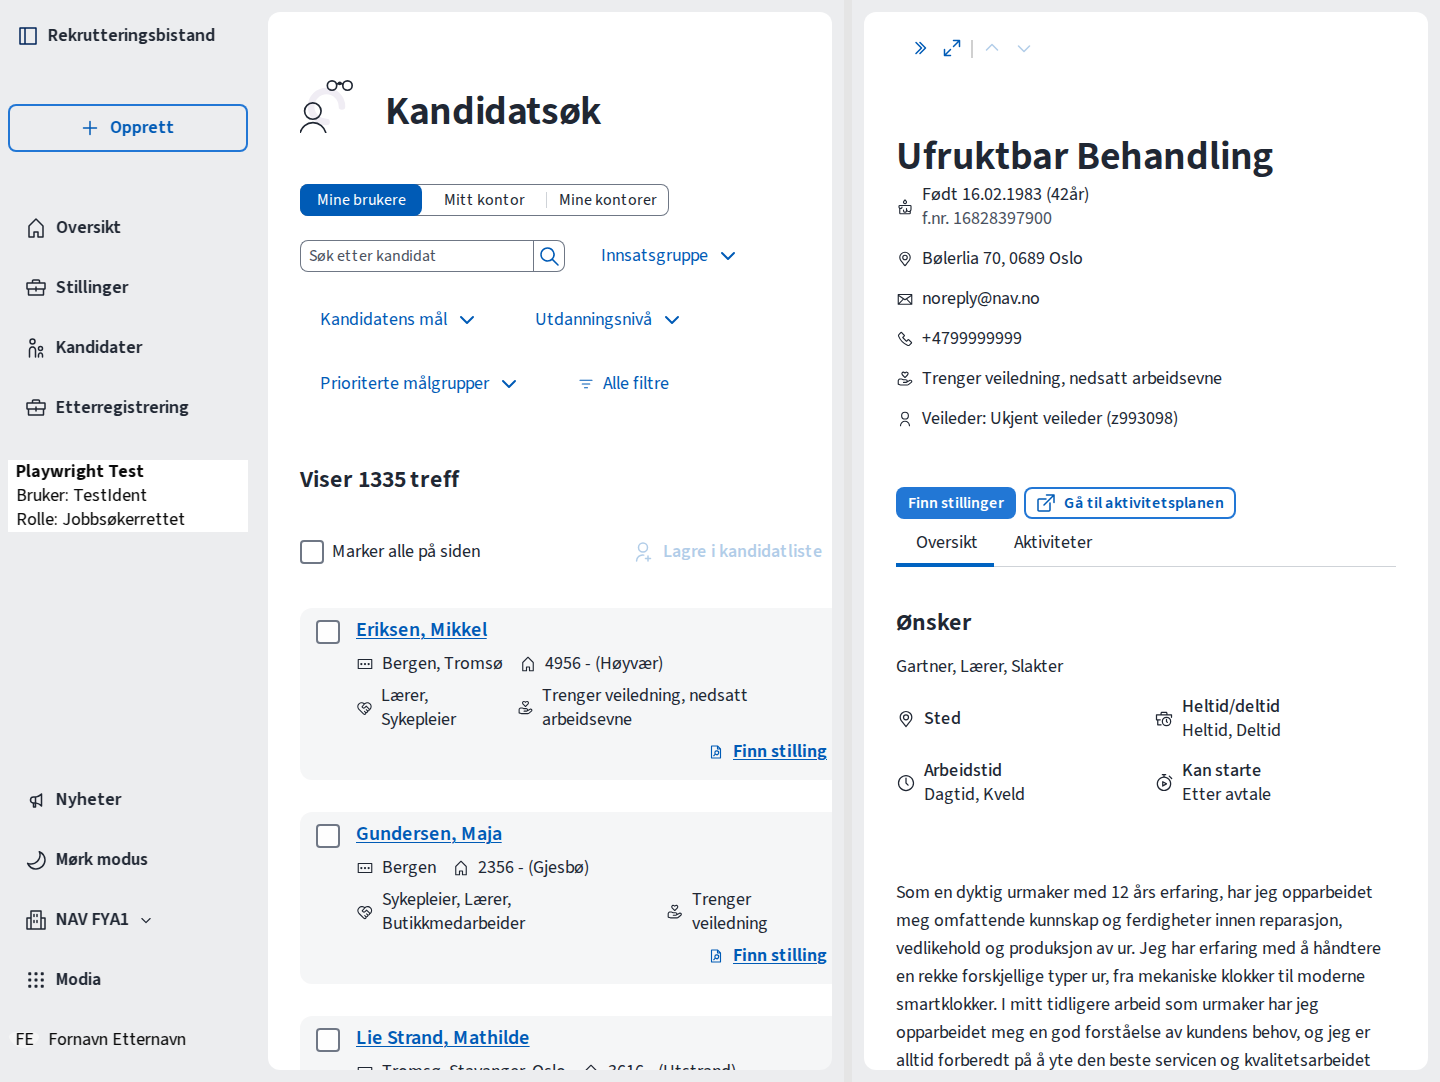 Rekrutteringsbistand
Opprett
Oversikt
Stillinger
Kandidater
Etterregistrering
Playwright Test
Bruker: TestIdent
Rolle: Jobbsøkerrettet
Nyheter
Mørk modus
NAV FYA1
Modia
FE Fornavn Etternavn
Kandidatsøk
Mine brukere Mitt kontor Mine kontorer
Søk etter kandidat Innsatsgruppe
Kandidatens mål Utdanningsnivå
Prioriterte målgrupper Alle filtre
Viser 1335 treff
Marker alle på siden Lagre i kandidatliste
Eriksen, Mikkel
Bergen, Tromsø 4956 - (Høyvær)
Lærer, Sykepleier Trenger veiledning, nedsatt arbeidsevne
Finn stilling
Gundersen, Maja
Bergen 2356 - (Gjesbø)
Sykepleier, Lærer, Butikkmedarbeider Trenger veiledning
Finn stilling
Lie Strand, Mathilde
Tromsø, Stavanger, Oslo 3616 - (Utstrand)
Ufruktbar Behandling
Født 16.02.1983 (42år)
f.nr. 16828397900
Bølerlia 70, 0689 Oslo
noreply@nav.no
+4799999999
Trenger veiledning, nedsatt arbeidsevne
Veileder: Ukjent veileder (z993098)
Finn stillinger Gå til aktivitetsplanen
Oversikt Aktiviteter
Ønsker
Gartner, Lærer, Slakter
Sted
Heltid/deltid
Heltid, Deltid
Arbeidstid
Dagtid, Kveld
Kan starte
Etter avtale
Som en dyktig urmaker med 12 års erfaring, har jeg opparbeidet
meg omfattende kunnskap og ferdigheter innen reparasjon,
vedlikehold og produksjon av ur. Jeg har erfaring med å håndtere
en rekke forskjellige typer ur, fra mekaniske klokker til moderne
smartklokker. I mitt tidligere arbeid som urmaker har jeg
opparbeidet meg en god forståelse av kundens behov, og jeg er
alltid forberedt på å yte den beste servicen og kvalitetsarbeidet